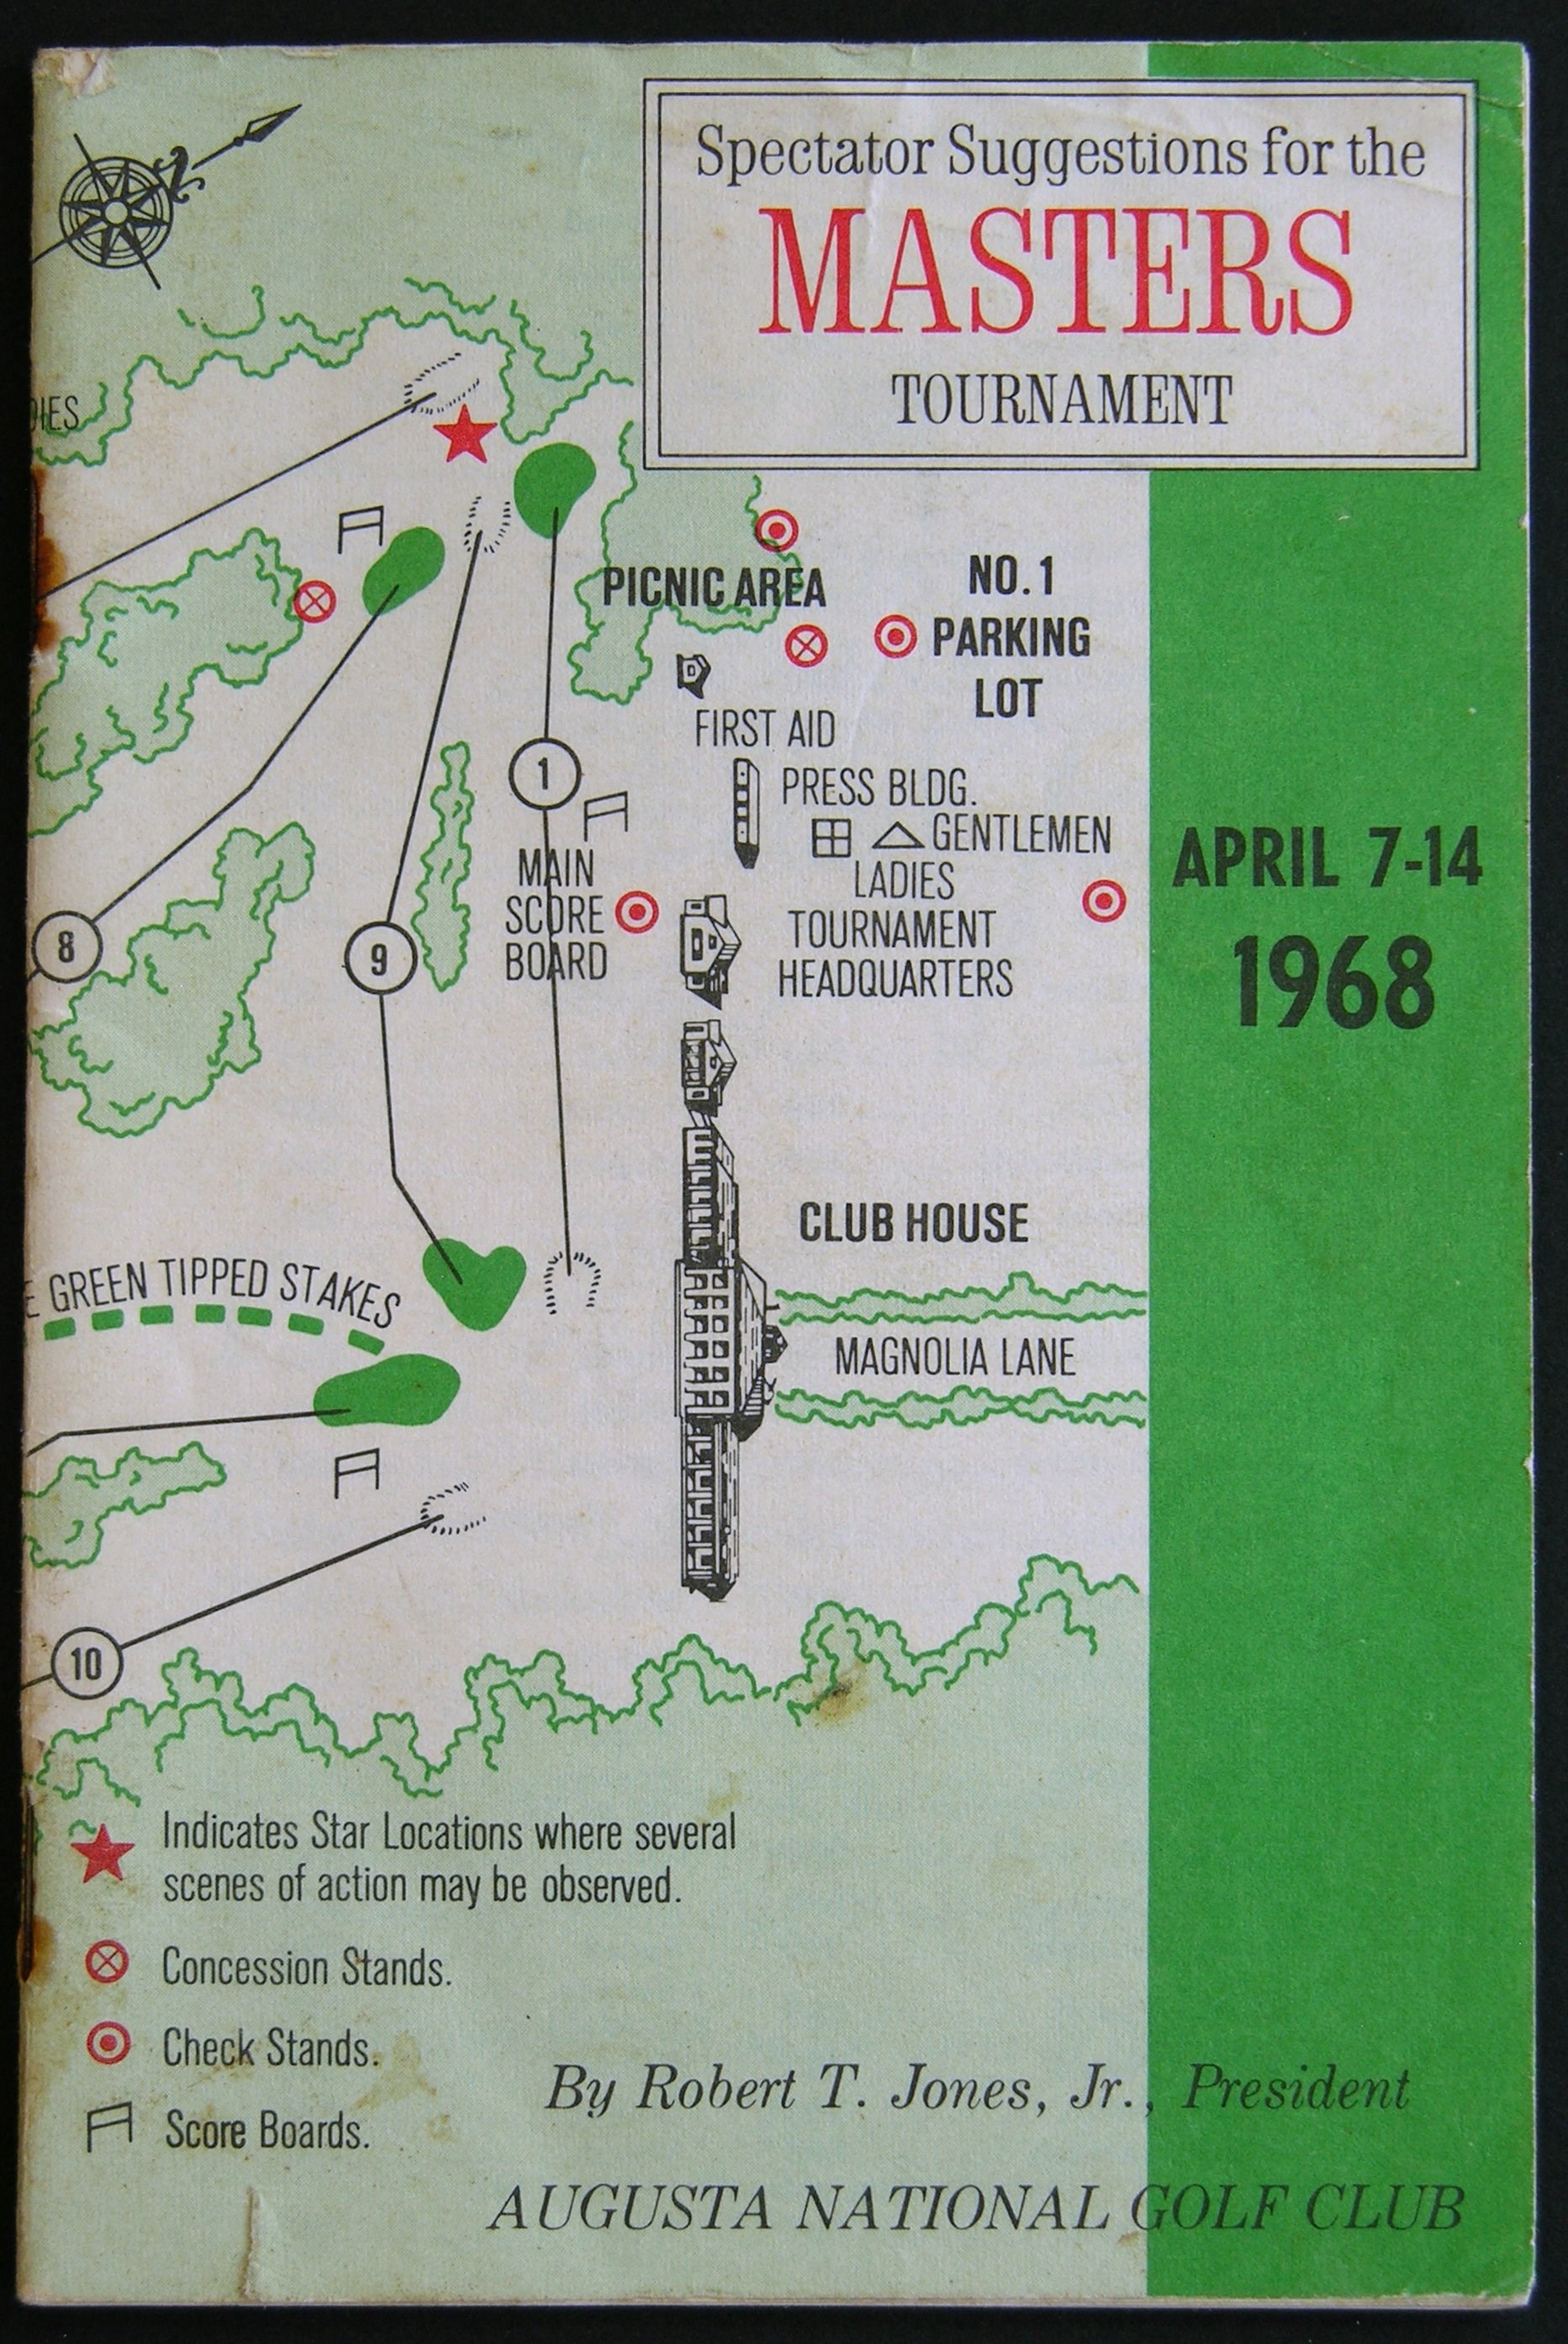 Spectator Suggestions for the
MASTERS
TOURNAMENT
N
PICNIC AREA
NO. 1
PARKING
LOT
FIRST AID
PRESS BLDG.
GENTLEMEN
LADIES
TOURNAMENT
HEADQUARTERS
1
MAIN
SCORE
BOARD
8
9
APRIL 7-14
1968
CLUB HOUSE
GREEN TIPPED STAKES
MAGNOLIA LANE
10
Indicates Star Locations where several
scenes of action may be observed.
Concession Stands.
Check Stands.
Score Boards.
By Robert T. Jones, Jr., President
AUGUSTA NATIONAL GOLF CLUB